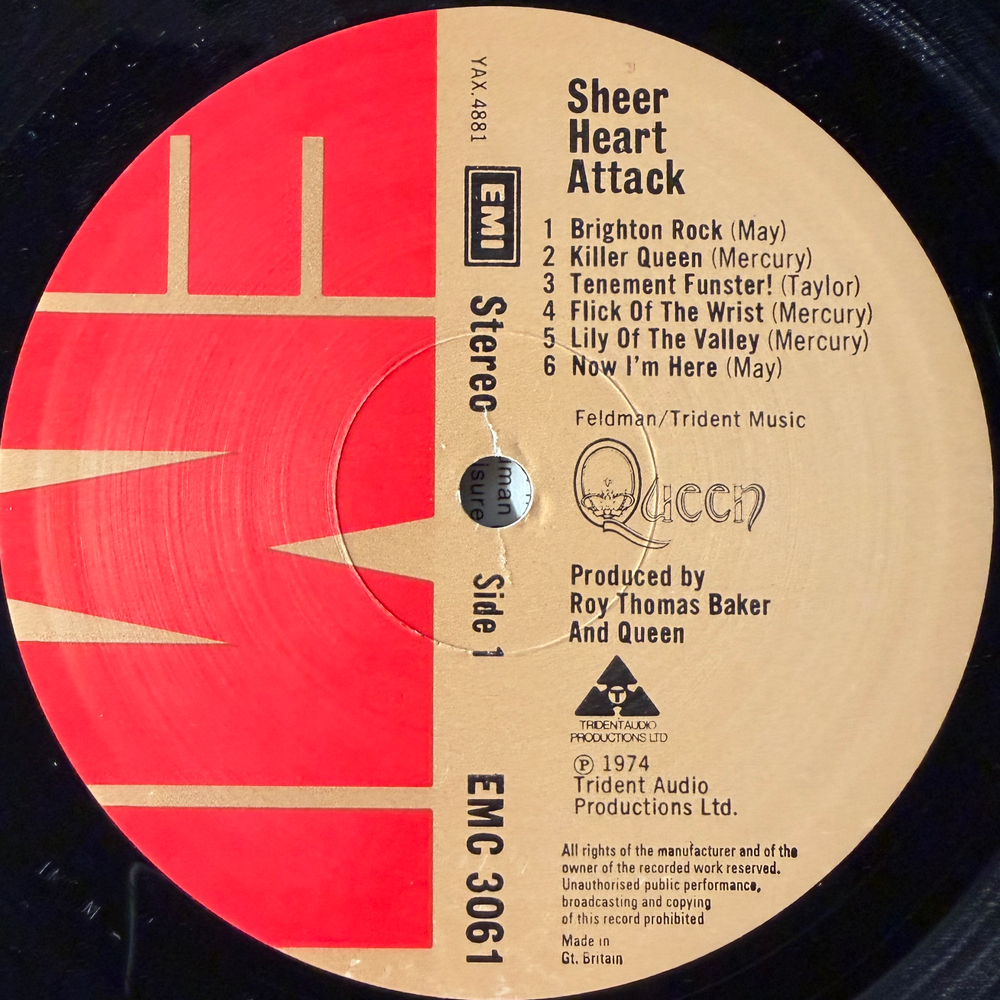 YAX.4881
EMI
Stereo
Side 1
EMC 3061
EMI
Sheer
Heart
Attack
1 Brighton Rock (May)
2 Killer Queen (Mercury)
3 Tenement Funster! (Taylor)
4 Flick Of The Wrist (Mercury)
5 Lily Of The Valley (Mercury)
6 Now I'm Here (May)
Feldman/Trident Music
Queen
Produced by
Roy Thomas Baker
And Queen
T
TRIDENT AUDIO
PRODUCTIONS LTD
Ⓟ 1974
Trident Audio
Productions Ltd.
All rights of the manufacturer and of the
owner of the recorded work reserved.
Unauthorised public performance,
broadcasting and copying
of this record prohibited
Made in
Gt. Britain